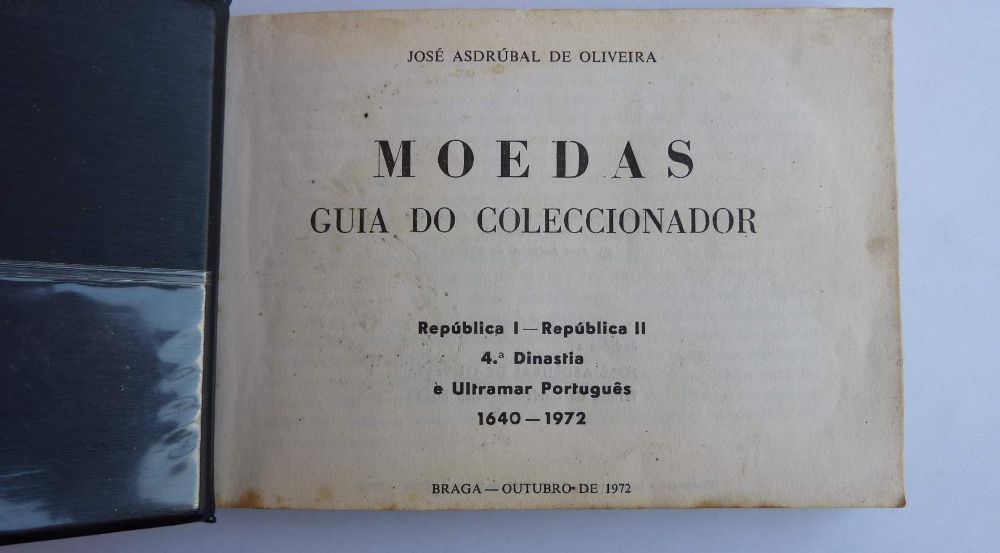 JOSÉ ASDRÚBAL DE OLIVEIRA
MOEDAS
GUIA DO COLECCIONADOR
República I — República II
4.ª Dinastia
e Ultramar Português
1640 — 1972
BRAGA — OUTUBRO DE 1972